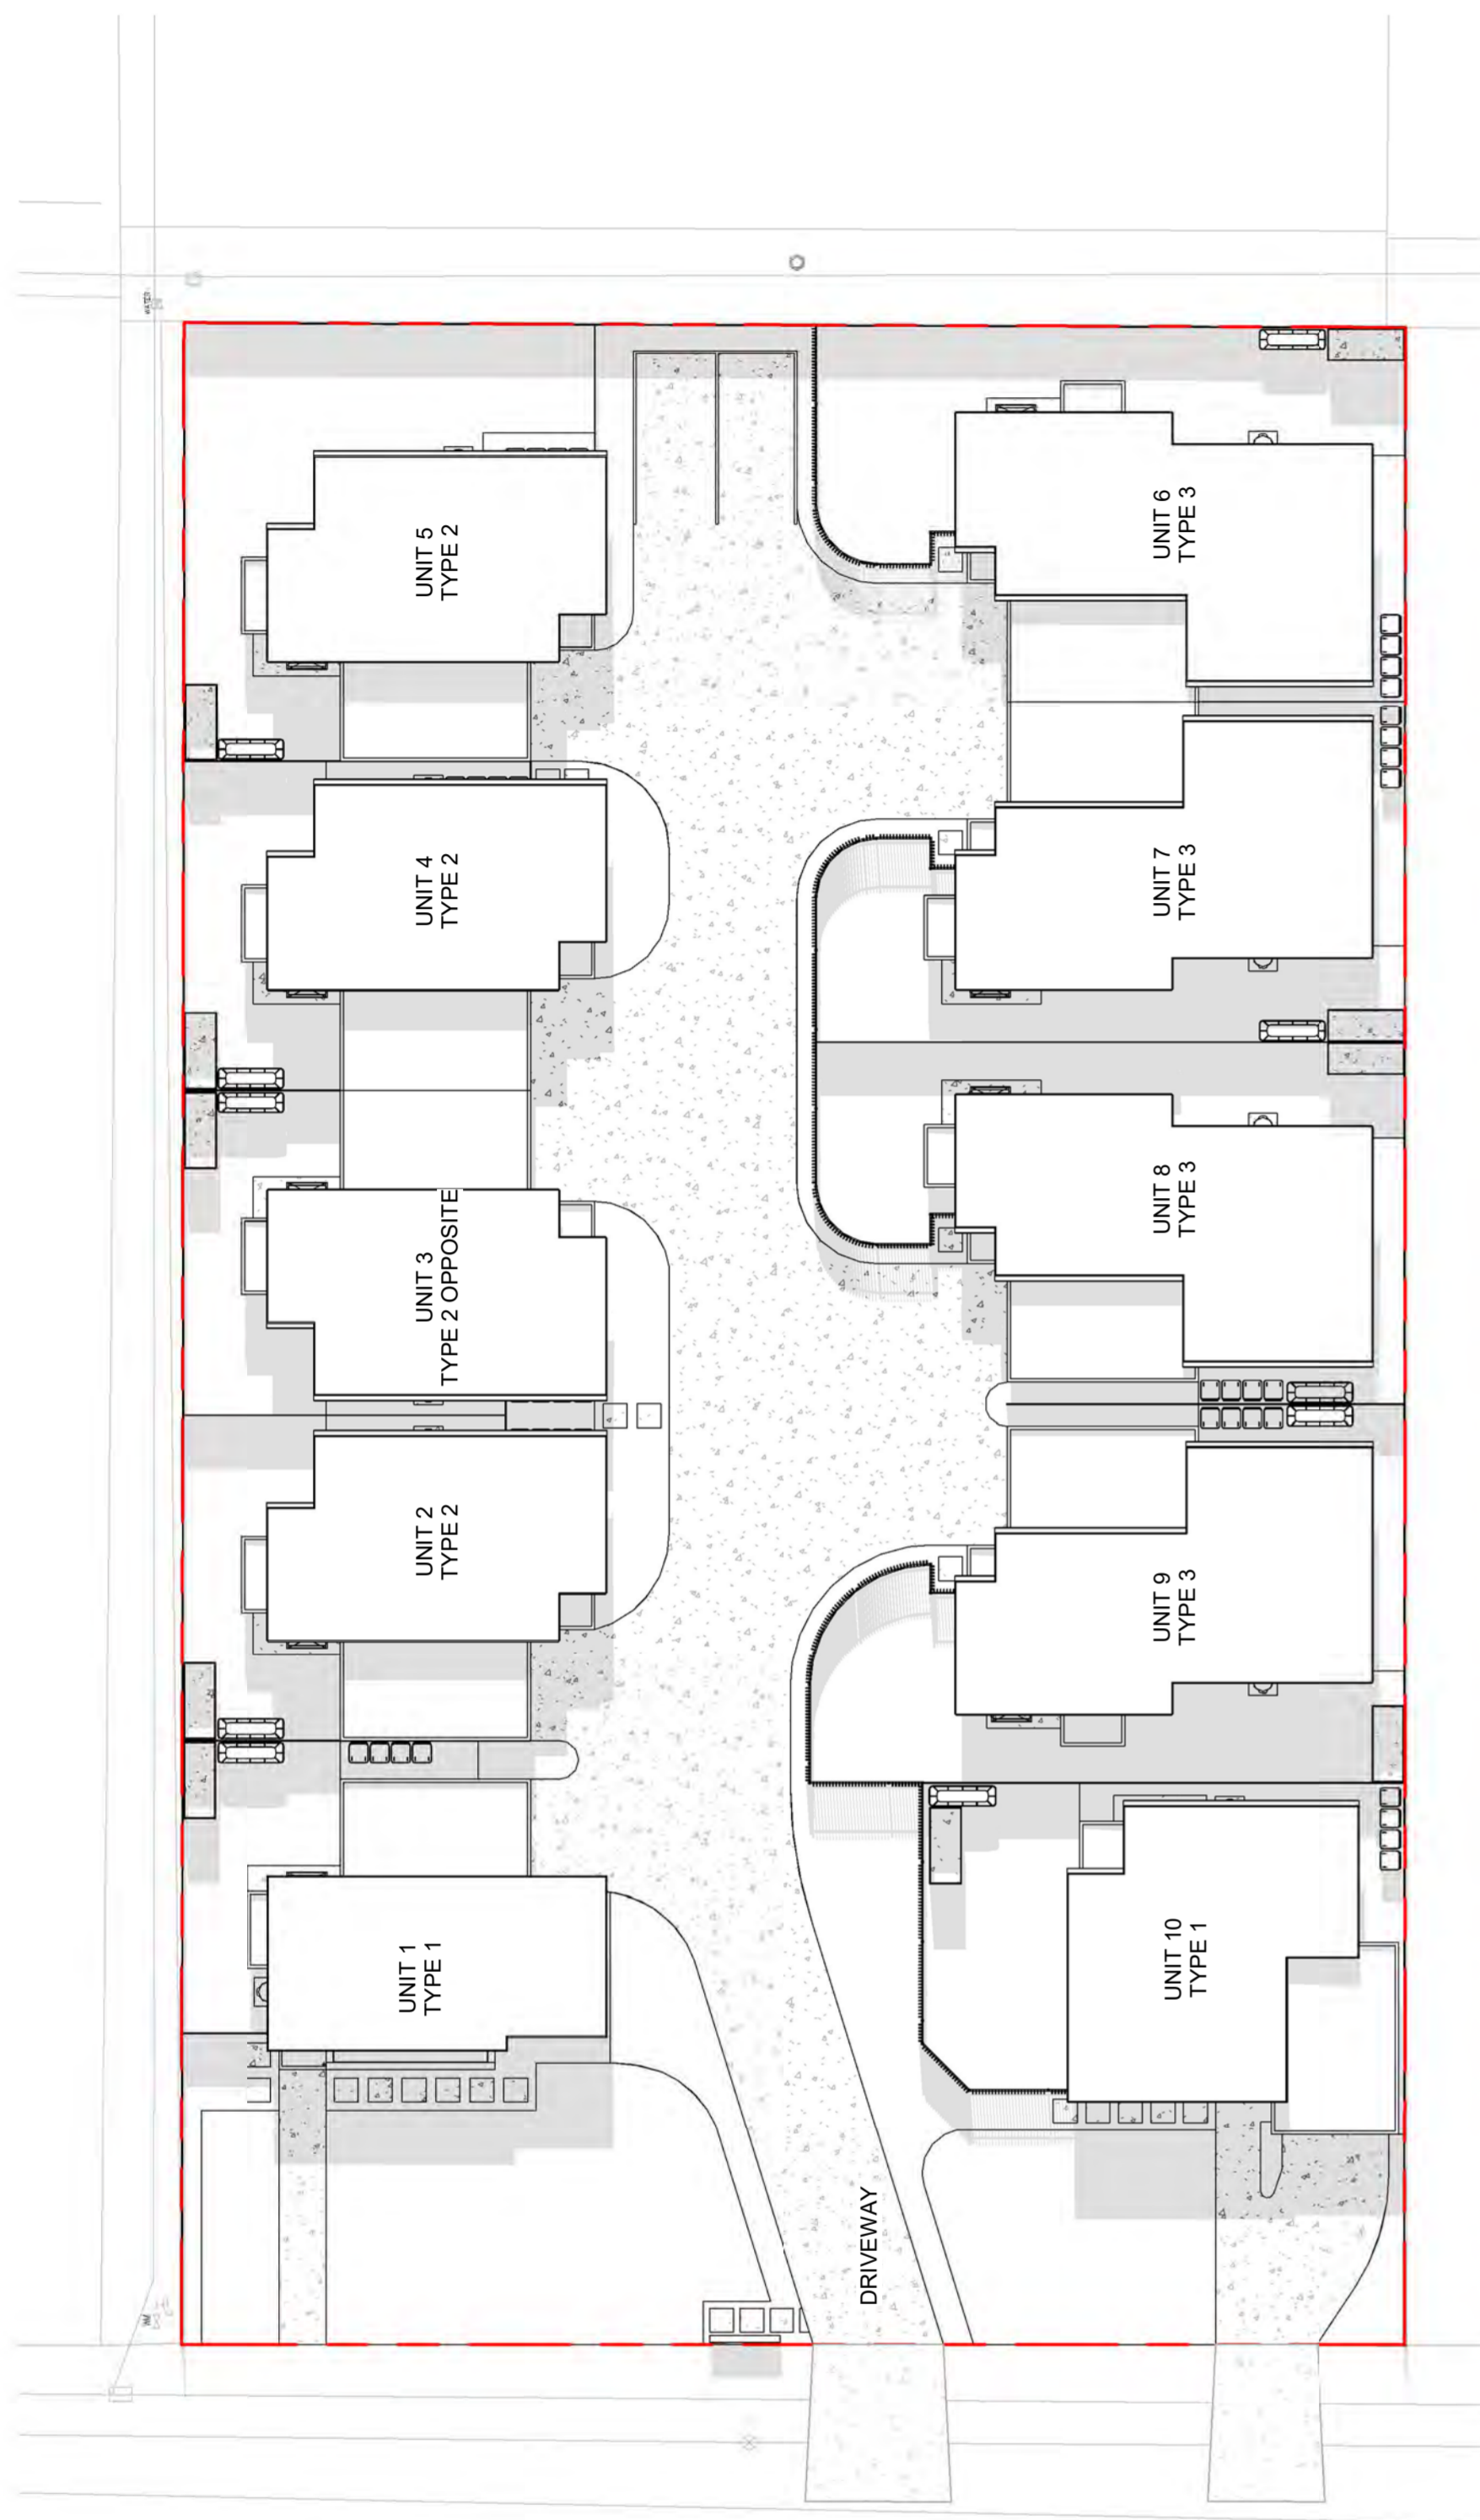 WATER
UNIT 5
TYPE 2
UNIT 6
TYPE 3
UNIT 4
TYPE 2
UNIT 7
TYPE 3
UNIT 3
TYPE 2 OPPOSITE
UNIT 8
TYPE 3
UNIT 2
TYPE 2
UNIT 9
TYPE 3
UNIT 1
TYPE 1
UNIT 10
TYPE 1
DRIVEWAY